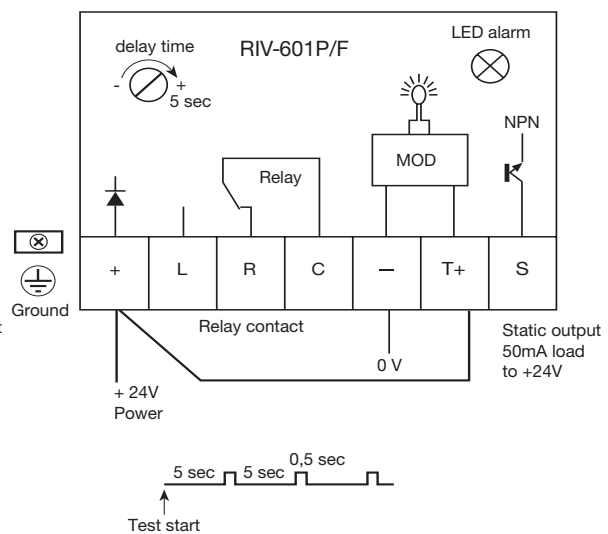 RIV-601P/F
LED alarm
delay time
- +
5 sec
NPN
MOD
Relay
+ L R C — T+ S
Ground
t
Relay contact
0 V
Static output
50mA load
to +24V
+ 24V
Power
5 sec 5 sec 0,5 sec
Test start